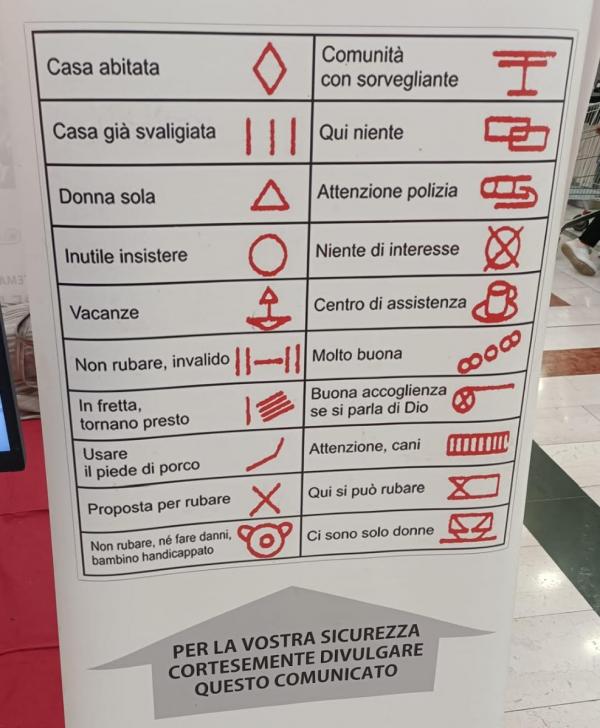 Casa abitata
Comunità
con sorvegliante
Casa già svaligiata
Qui niente
Donna sola
Attenzione polizia
Inutile insistere
Niente di interesse
Vacanze
Centro di assistenza
Non rubare, invalido
Molto buona
In fretta,
tornano presto
Buona accoglienza
se si parla di Dio
Usare
il piede di porco
Attenzione, cani
Proposta per rubare
Qui si può rubare
Non rubare, né fare danni,
bambino handicappato
Ci sono solo donne
PER LA VOSTRA SICUREZZA
CORTESEMENTE DIVULGARE
QUESTO COMUNICATO